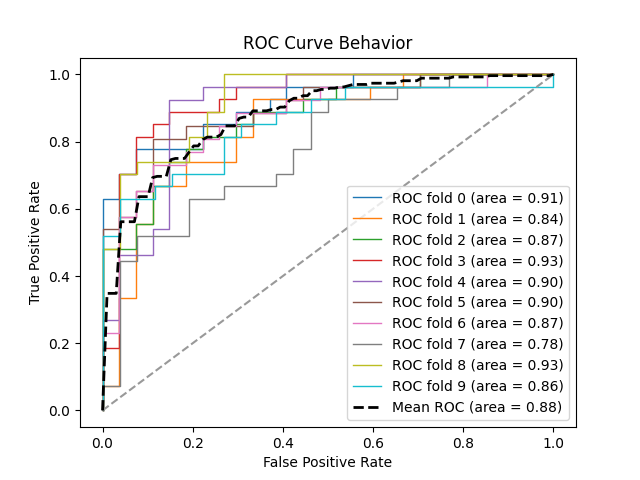 ROC Curve Behavior
True Positive Rate
1.0
0.8
0.6
0.4
0.2
0.0
ROC fold 0 (area = 0.91)
ROC fold 1 (area = 0.84)
ROC fold 2 (area = 0.87)
ROC fold 3 (area = 0.93)
ROC fold 4 (area = 0.90)
ROC fold 5 (area = 0.90)
ROC fold 6 (area = 0.87)
ROC fold 7 (area = 0.78)
ROC fold 8 (area = 0.93)
ROC fold 9 (area = 0.86)
Mean ROC (area = 0.88)
0.0 0.2 0.4 0.6 0.8 1.0
False Positive Rate